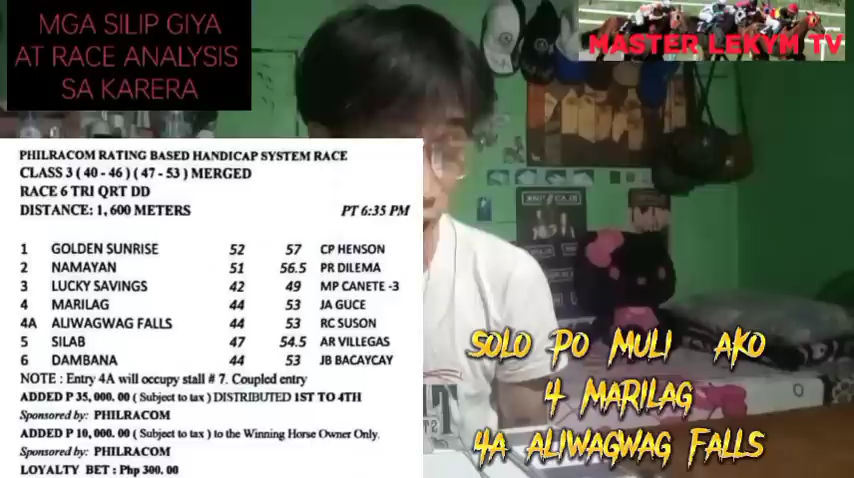 MGA SILIP GIYA
AT RACE ANALYSIS
SA KARERA
MASTER LEKYM TV
PHILRACOM RATING BASED HANDICAP SYSTEM RACE
CLASS 3 ( 40 - 46 ) ( 47 - 53 ) MERGED
RACE 6 TRI QRT DD
DISTANCE: 1, 600 METERS PT 6:35 PM
1 GOLDEN SUNRISE 52 57 CP HENSON
2 NAMAYAN 51 56.5 PR DILEMA
3 LUCKY SAVINGS 42 49 MP CANETE -3
4 MARILAG 44 53 JA GUCE
4A ALIWAGWAG FALLS 44 53 RC SUSON
5 SILAB 47 54.5 AR VILLEGAS
6 DAMBANA 44 53 JB BACAYCAY
NOTE : Entry 4A will occupy stall # 7. Coupled entry
ADDED P 35, 000. 00 ( Subject to tax ) DISTRIBUTED 1ST TO 4TH
Sponsored by: PHILRACOM
ADDED P 10, 000. 00 ( Subject to tax ) to the Winning Horse Owner Only.
Sponsored by: PHILRACOM
LOYALTY BET : Php 300. 00
SOLO PO MULI AKO
4 MARILAG
4A ALIWAGWAG FALLS